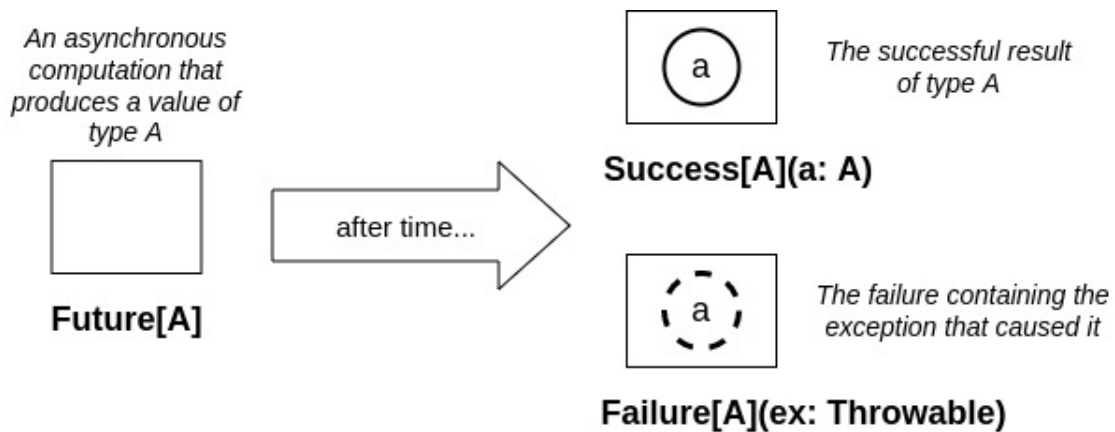 An asynchronous
computation that
produces a value of
type A
Future[A]
after time...
a
The successful result
of type A
Success[A](a: A)
a
The failure containing the
exception that caused it
Failure[A](ex: Throwable)